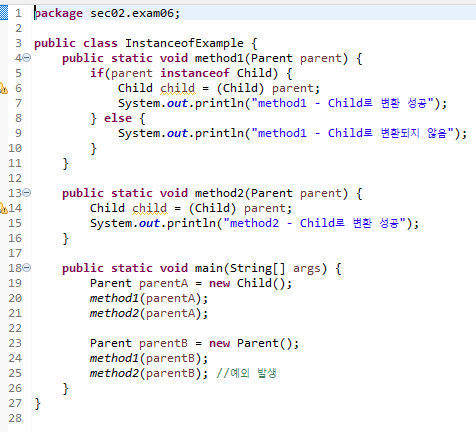 1 package sec02.exam06;
2
3 public class InstanceofExample {
4 public static void method1(Parent parent) {
5 if(parent instanceof Child) {
6 Child child = (Child) parent;
7 System.out.println("method1 - Child로 변환 성공");
8 } else {
9 System.out.println("method1 - Child로 변환되지 않음");
10 }
11 }
12
13 public static void method2(Parent parent) {
14 Child child = (Child) parent;
15 System.out.println("method2 - Child로 변환 성공");
16 }
17
18 public static void main(String[] args) {
19 Parent parentA = new Child();
20 method1(parentA);
21 method2(parentA);
22
23 Parent parentB = new Parent();
24 method1(parentB);
25 method2(parentB); //예외 발생
26 }
27 }
28